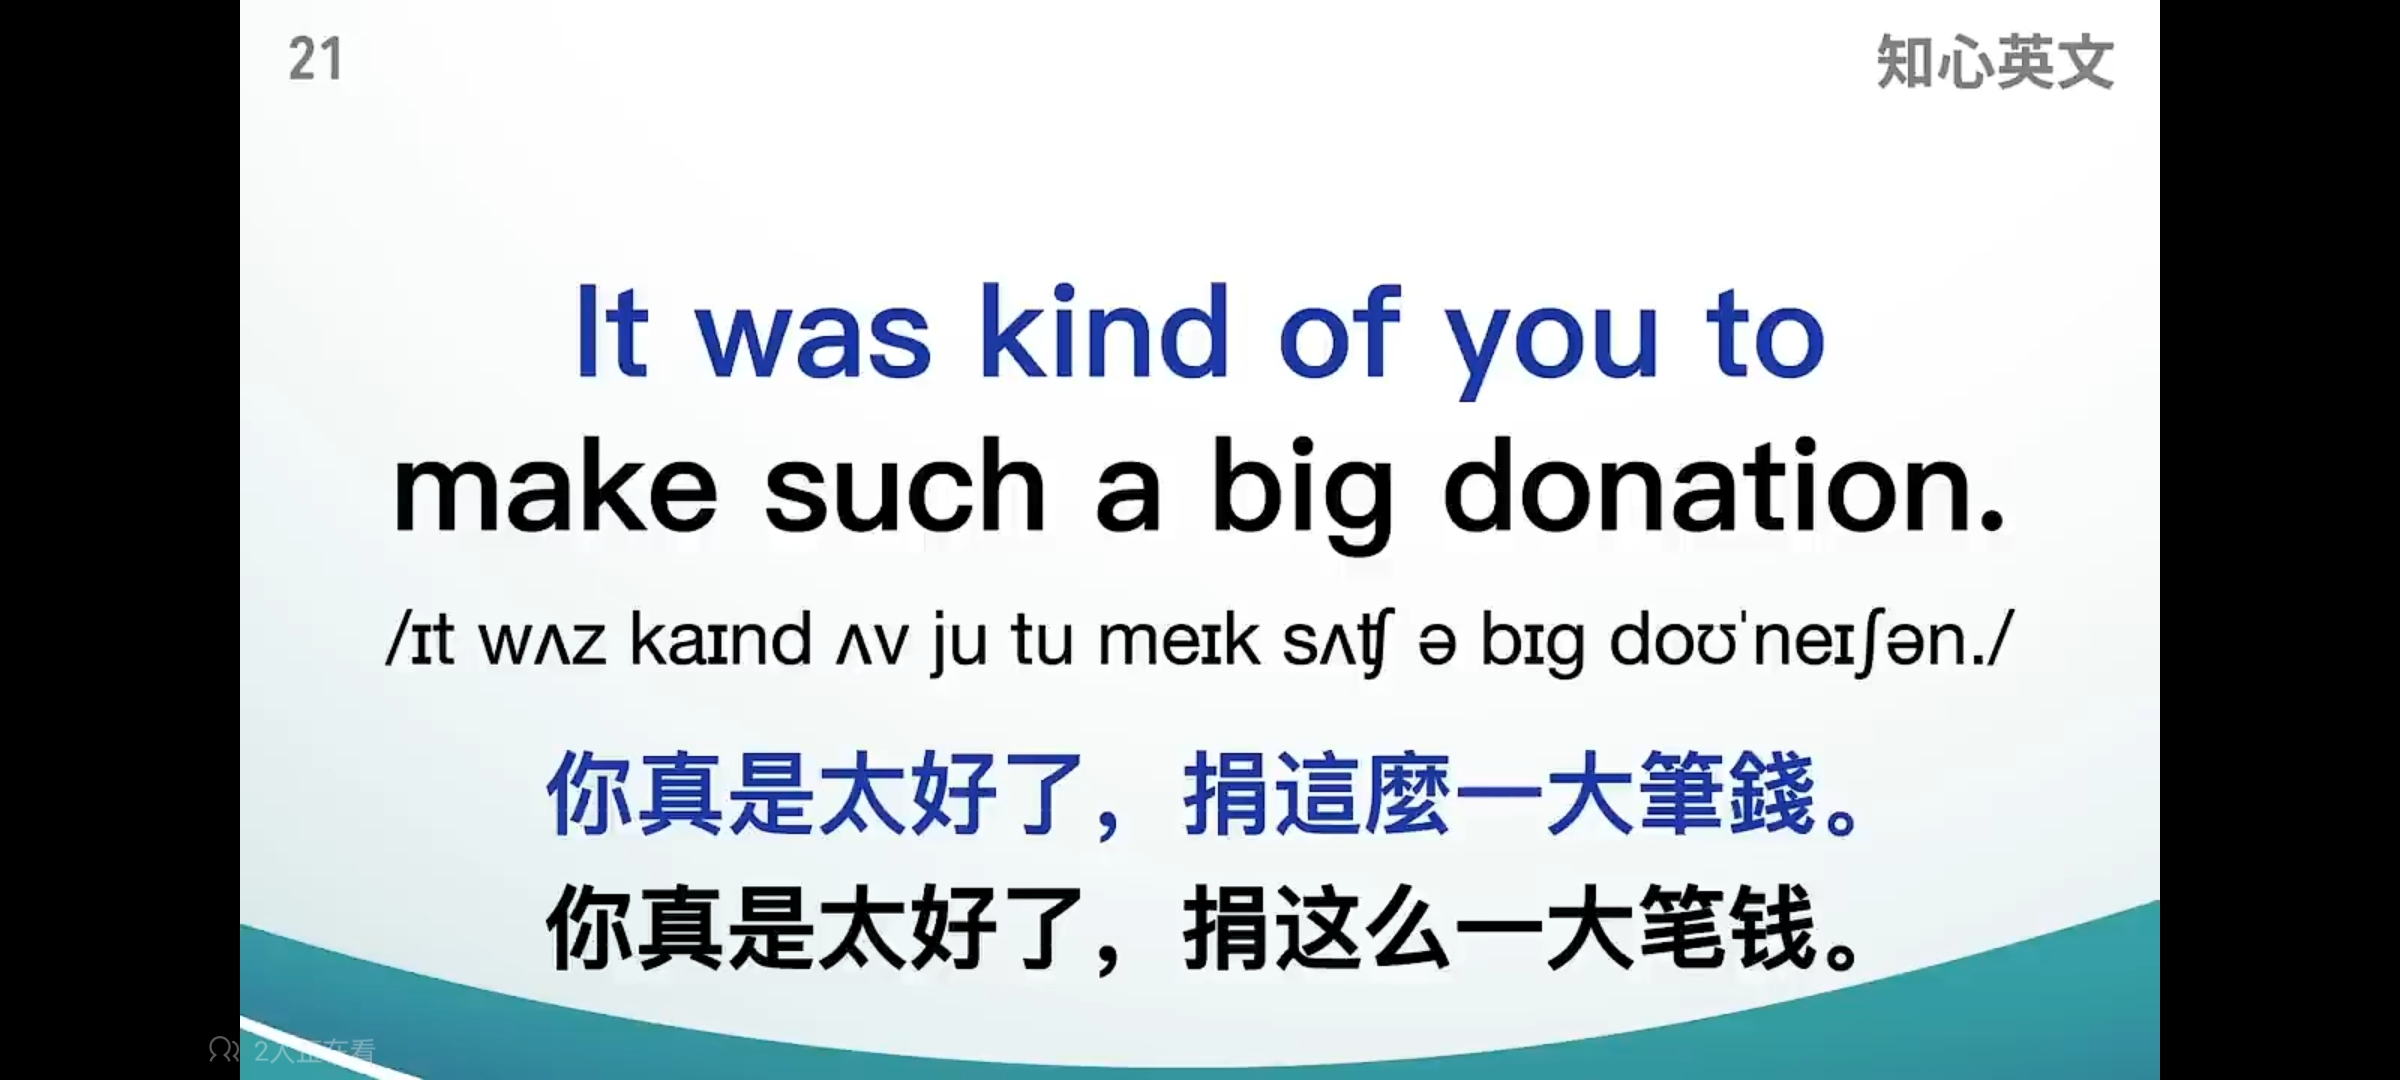 21
知心英文
It was kind of you to
make such a big donation.
/ɪt wʌz kaɪnd ʌv ju tu meɪk sʌʧ ə bɪg doʊˈneɪʃən./
你真是太好了，捐這麼一大筆錢。
你真是太好了，捐这么一大笔钱。
2人正在看